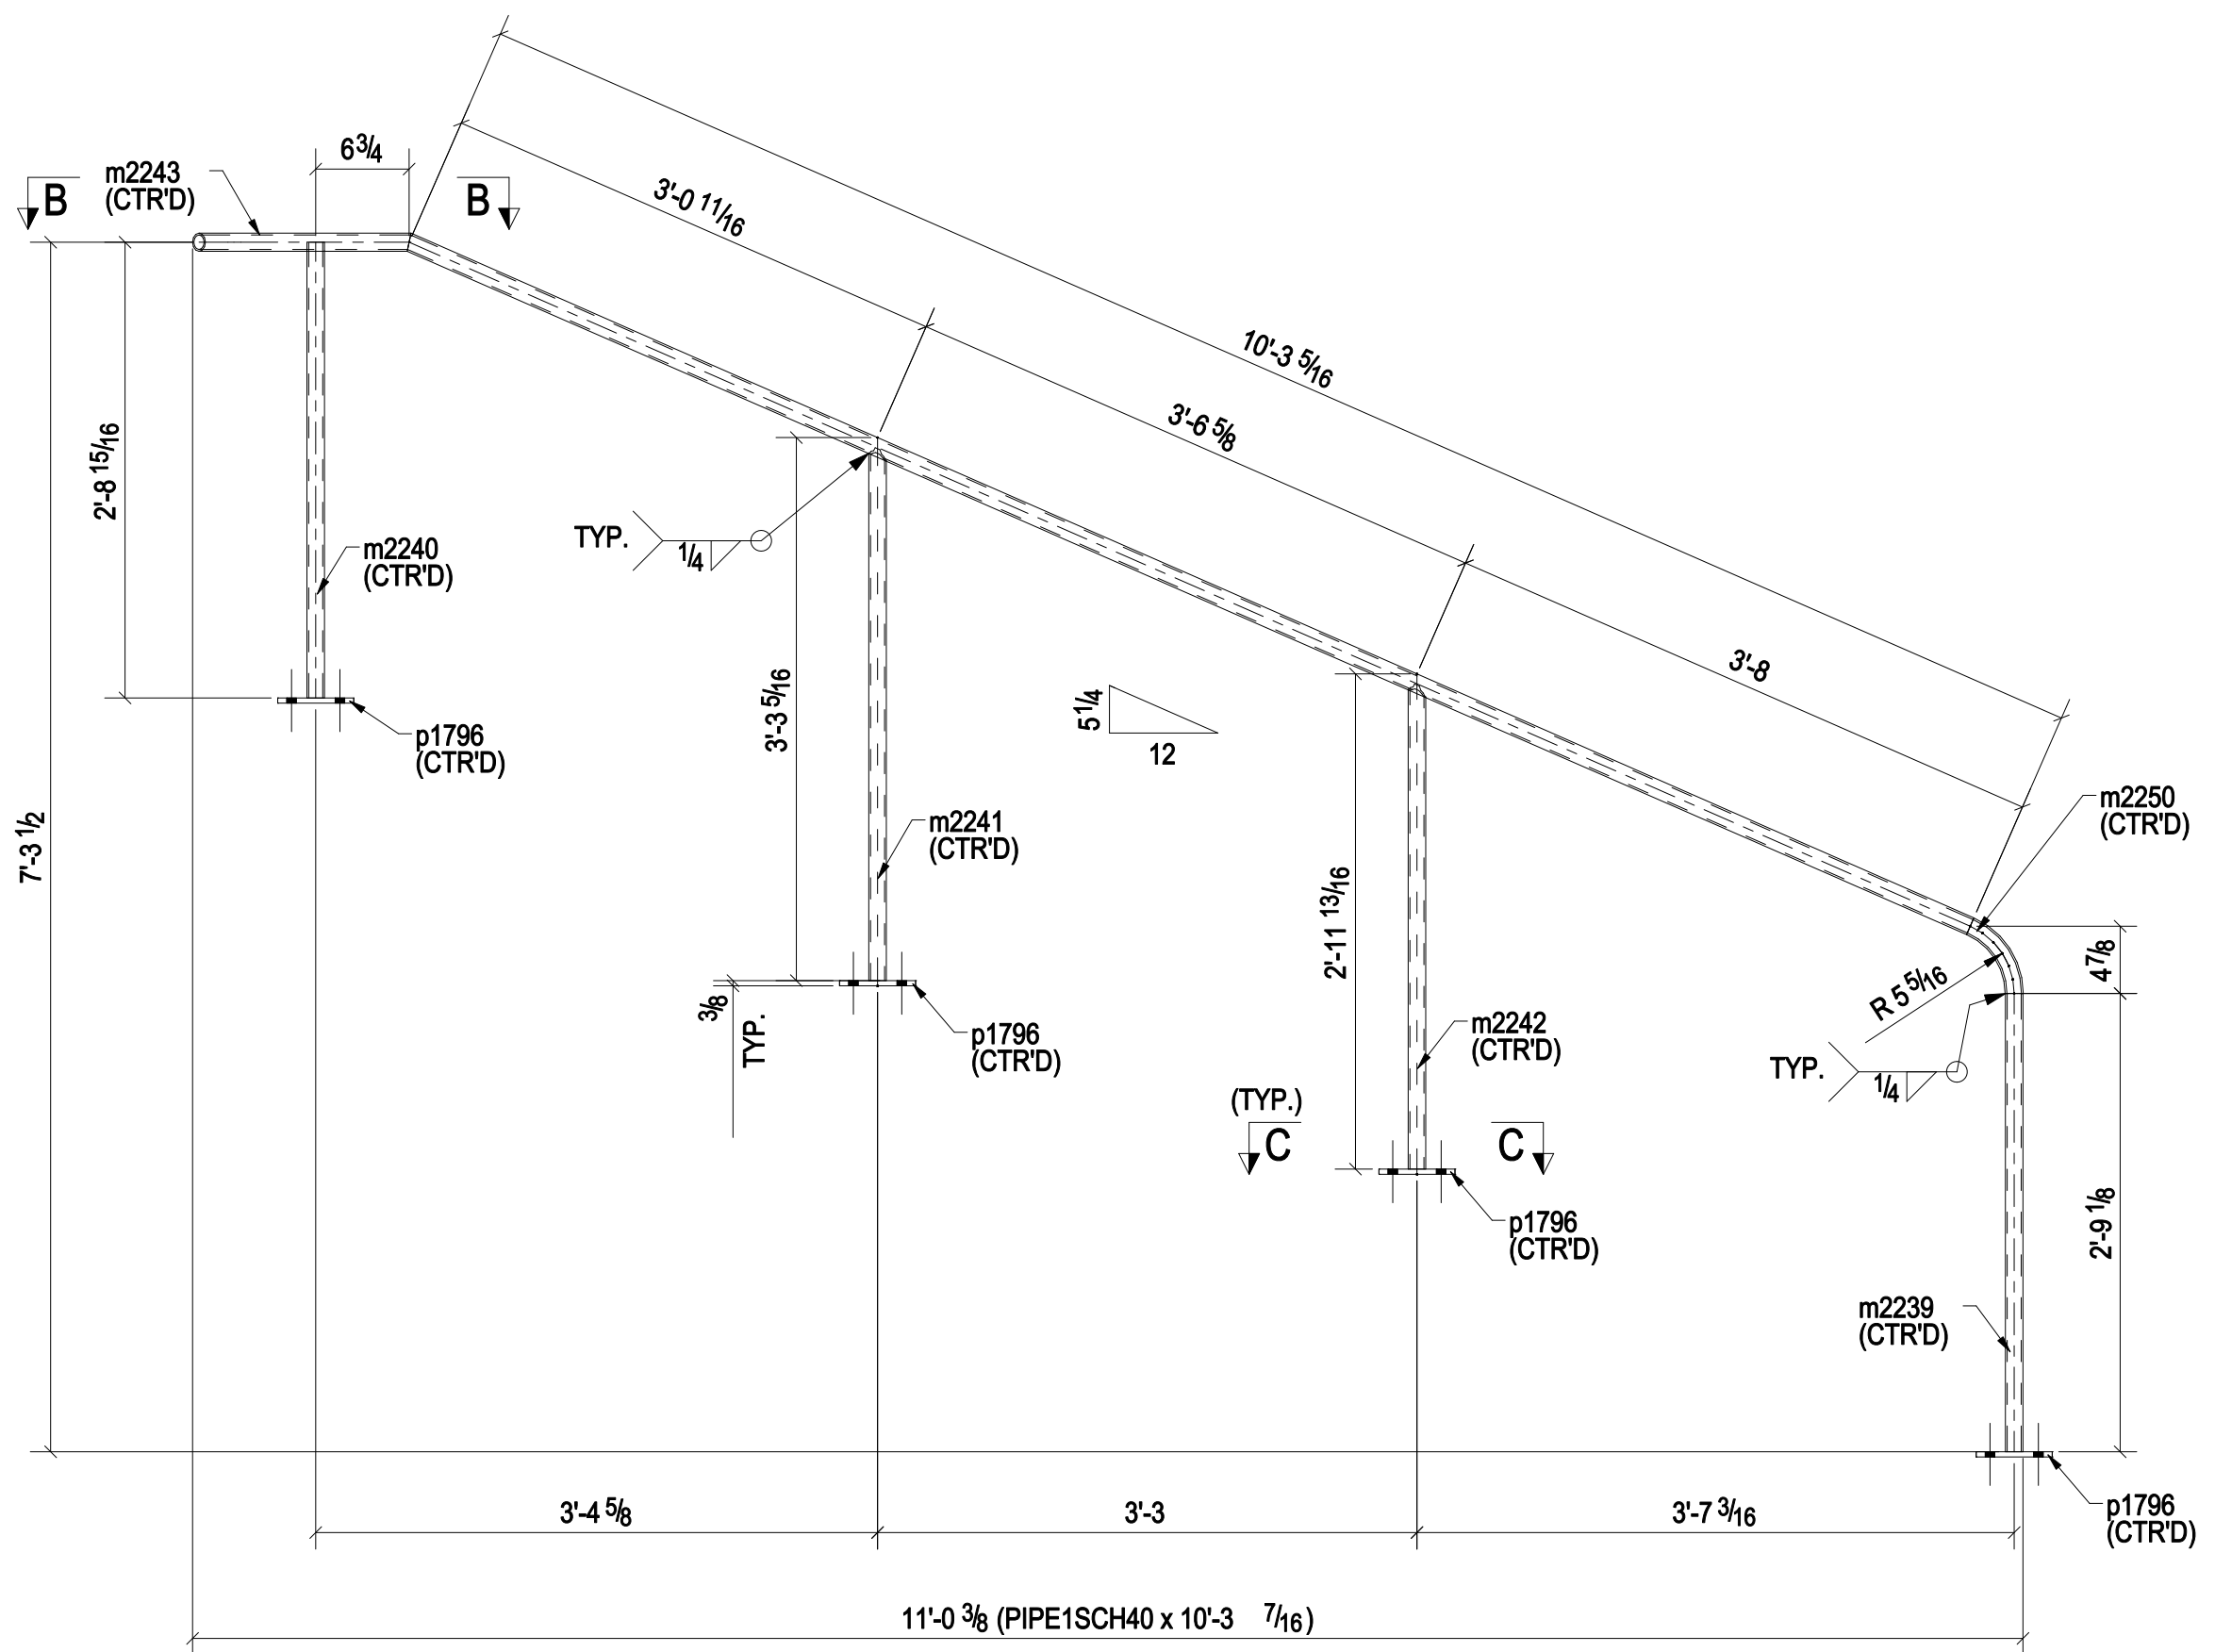 6 3/4
m2243
(CTR'D)
B
B
3'-0 11/16
10'-3 5/16
3'-6 5/8
3'-8
2'-8 15/16
m2240
(CTR'D)
TYP.
1/4
p1796
(CTR'D)
3'-3 5/16
5 1/4
12
7'-3 1/2
m2241
(CTR'D)
2'-11 13/16
m2250
(CTR'D)
4 7/8
R 5 5/16
3/8
TYP.
p1796
(CTR'D)
m2242
(CTR'D)
TYP.
1/4
(TYP.)
C
C
p1796
(CTR'D)
2'-9 1/8
m2239
(CTR'D)
p1796
(CTR'D)
3'-4 5/8
3'-3
3'-7 3/16
11'-0 3/8 (PIPE1SCH40 x 10'-3 7/16)